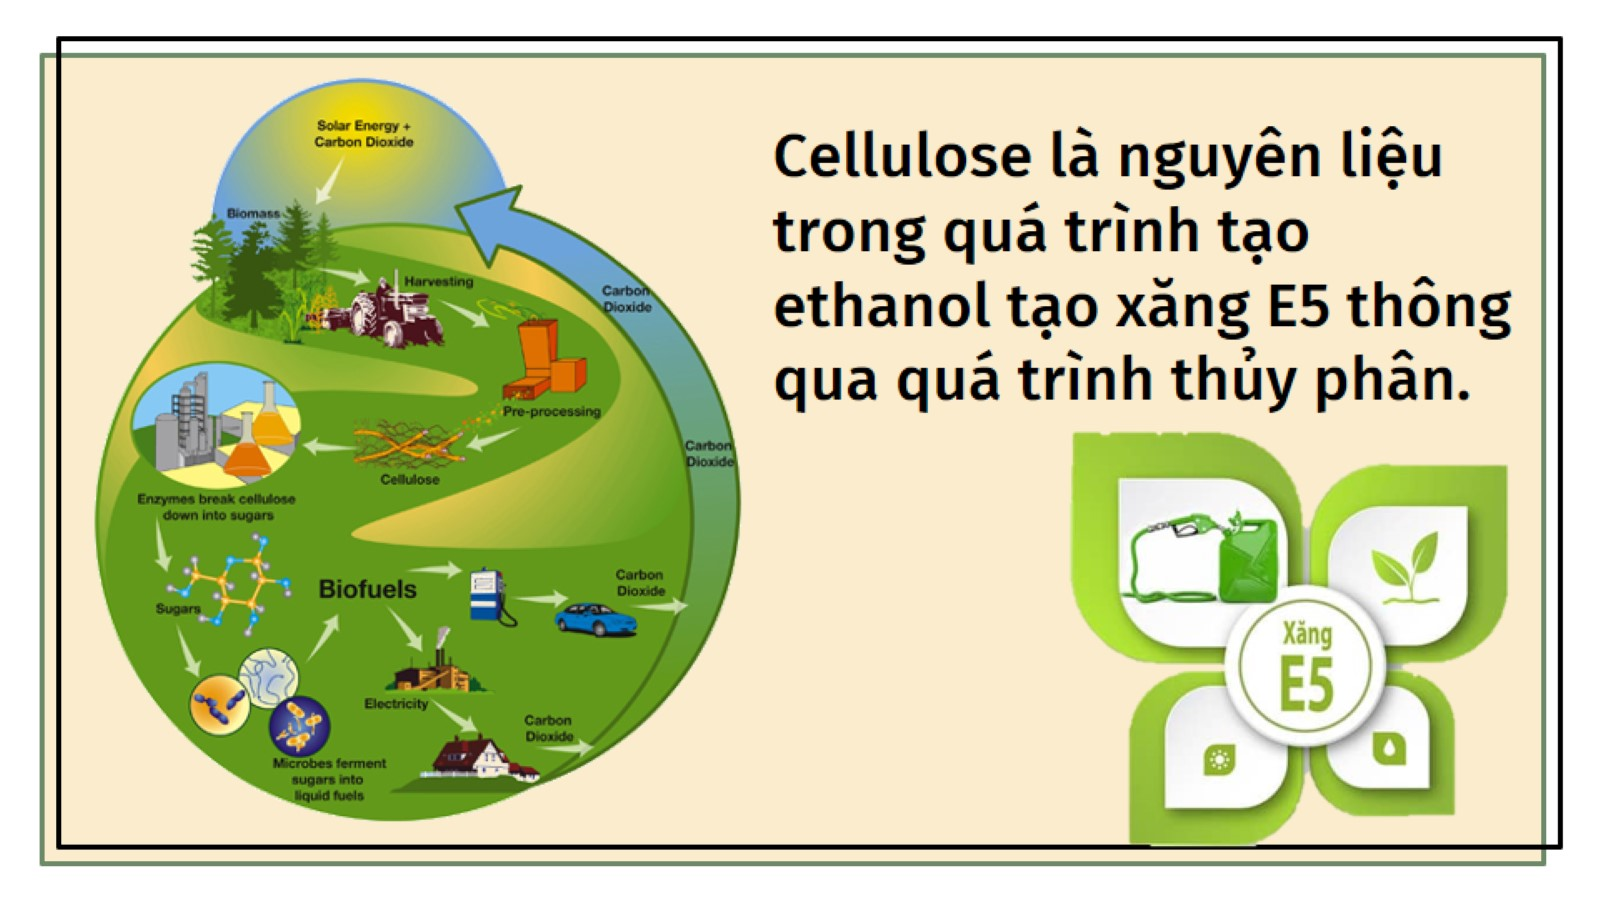 Solar Energy +
Carbon Dioxide
Biomass
Harvesting
Carbon
Dioxide
Pre-processing
Carbon
Dioxide
Cellulose
Enzymes break cellulose
down into sugars
Sugars
Biofuels
Carbon
Dioxide
Electricity
Carbon
Dioxide
Microbes ferment
sugars into
liquid fuels
Cellulose là nguyên liệu
trong quá trình tạo
ethanol tạo xăng E5 thông
qua quá trình thủy phân.
Xăng
E5